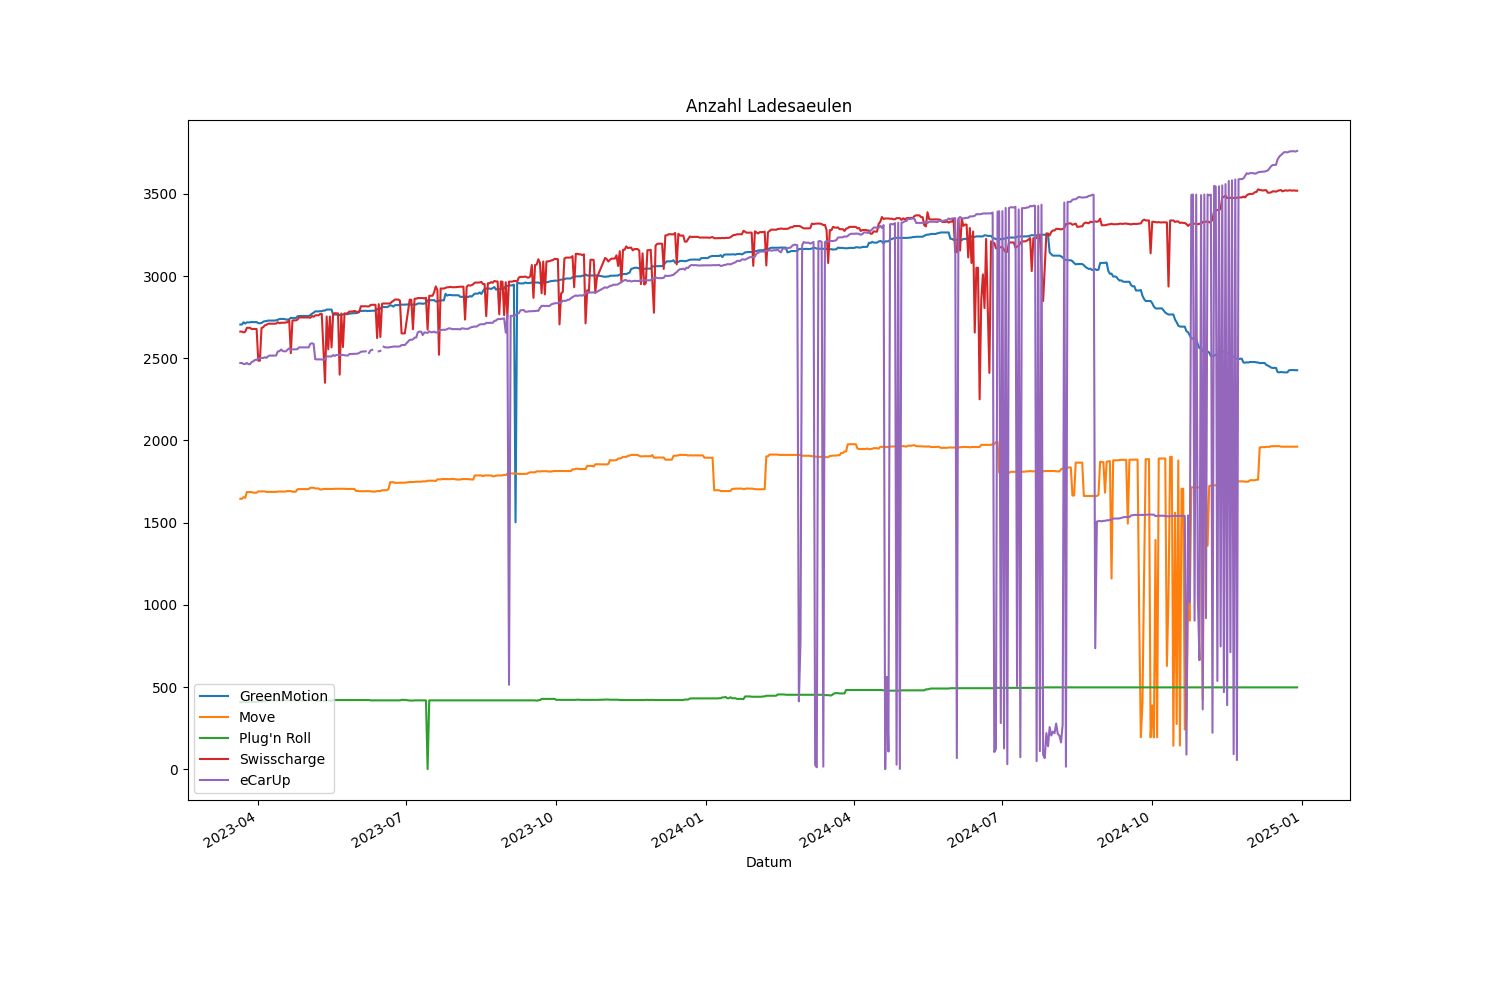 Anzahl Ladesaeulen
3500
3000
2500
2000
1500
1000
500
0
GreenMotion
Move
Plug'n Roll
Swisscharge
eCarUp
2023-04
2023-07
2023-10
2024-01
2024-04
2024-07
2024-10
2025-01
Datum